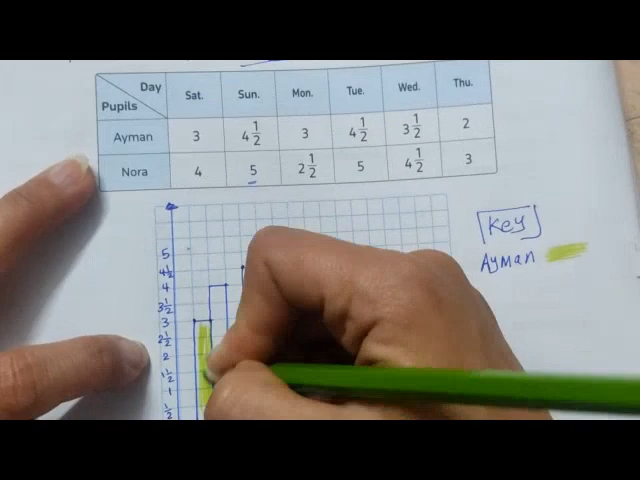 Day Sat. Sun. Mon. Tue. Wed. Thu.
Pupils
Ayman 3 4 1/2 3 4 1/2 3 1/2 2
Nora 4 5 2 1/2 5 4 1/2 3
Key
Ayman
5
4 1/2
4
3 1/2
3
2 1/2
2
1 1/2
1
1/2